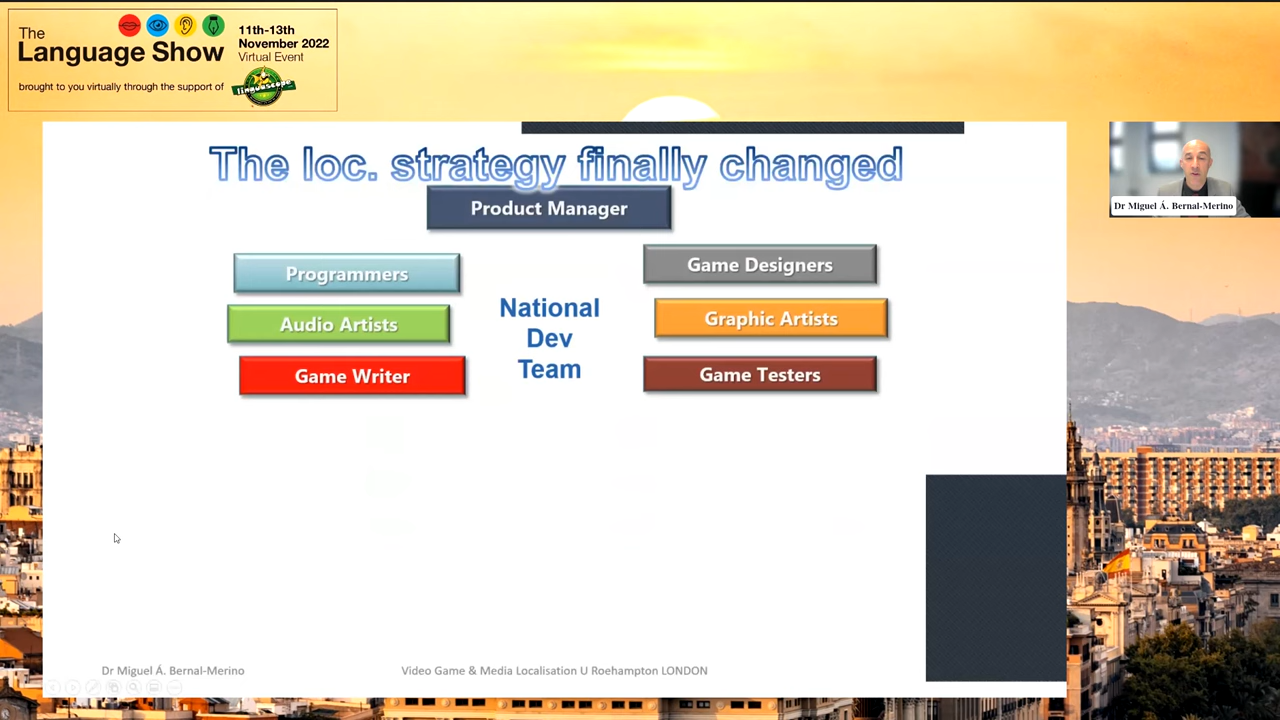 The
Language Show
11th-13th
November 2022
Virtual Event
brought to you virtually through the support of
linguascope
The loc. strategy finally changed
Product Manager
Programmers
Game Designers
Audio Artists
National
Dev
Team
Graphic Artists
Game Writer
Game Testers
Dr Miguel Á. Bernal-Merino
Dr Miguel Á. Bernal-Merino
Video Game & Media Localisation U Roehampton LONDON